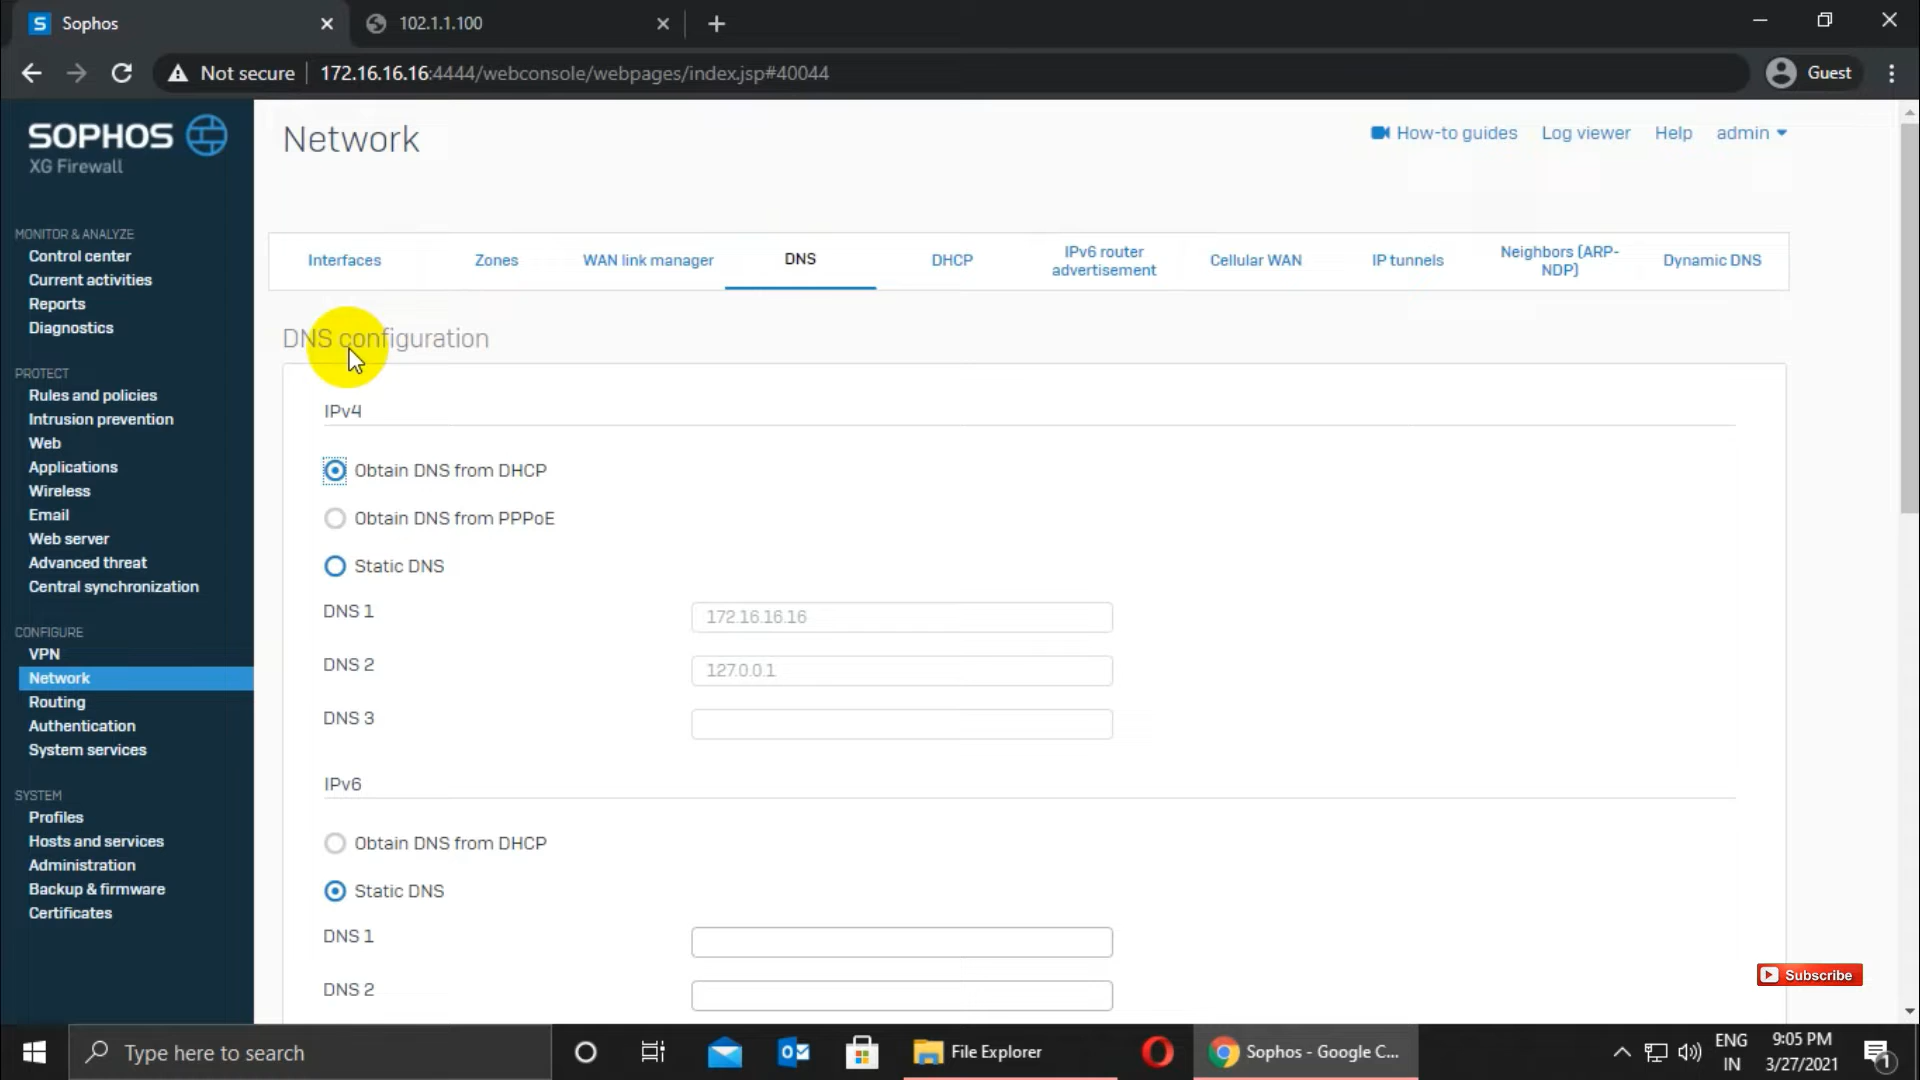 Sophos
102.1.1.100
Not secure
172.16.16.16:4444/webconsole/webpages/index.jsp#40044
Guest
SOPHOS
XG Firewall
Network
How-to guides
Log viewer
Help
admin
MONITOR & ANALYZE
Control center
Current activities
Reports
Diagnostics
PROTECT
Rules and policies
Intrusion prevention
Web
Applications
Wireless
Email
Web server
Advanced threat
Central synchronization
CONFIGURE
VPN
Network
Routing
Authentication
System services
SYSTEM
Profiles
Hosts and services
Administration
Backup & firmware
Certificates
Interfaces
Zones
WAN link manager
DNS
DHCP
IPv6 router
advertisement
Cellular WAN
IP tunnels
Neighbors (ARP-
NDP)
Dynamic DNS
DNS configuration
IPv4
Obtain DNS from DHCP
Obtain DNS from PPPoE
Static DNS
DNS 1
172.16.16.16
DNS 2
127.0.0.1
DNS 3
IPv6
Obtain DNS from DHCP
Static DNS
DNS 1
DNS 2
Subscribe
Type here to search
File Explorer
Sophos - Google C...
ENG
IN
9:05 PM
3/27/2021
1